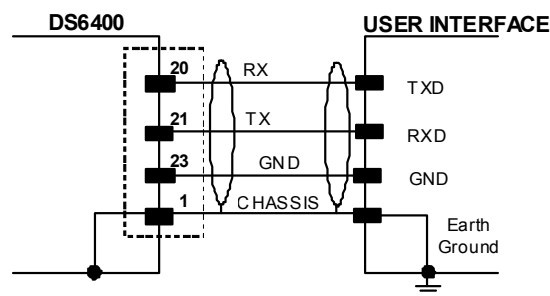 DS6400
USER INTERFACE
20
RX
TXD
21
TX
RXD
23
GND
GND
1
CHASSIS
Earth
Ground